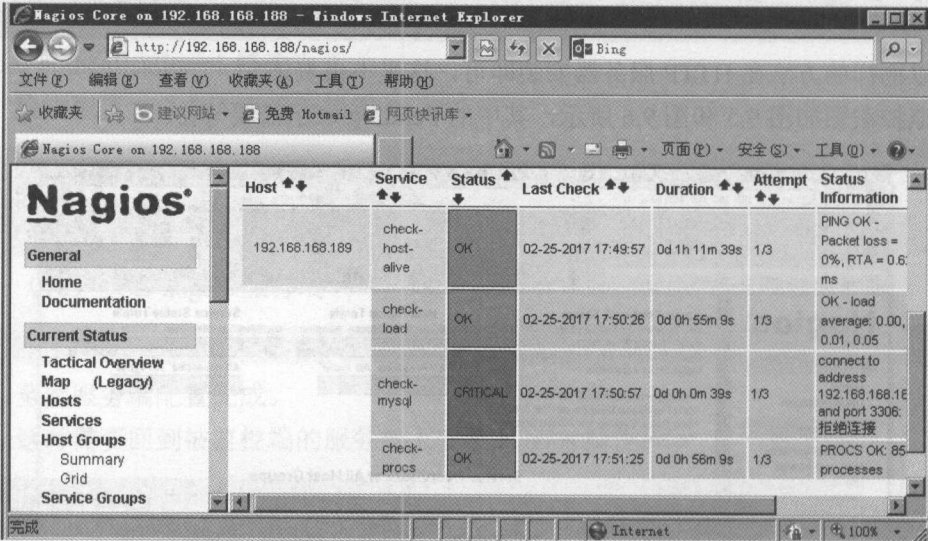 Nagios Core on 192.168.168.188 - Windows Internet Explorer
http://192.168.168.188/nagios/
Bing
文件(F) 编辑(E) 查看(V) 收藏夹(A) 工具(T) 帮助(H)
收藏夹 建议网站 免费 Hotmail 网页快讯库
Nagios Core on 192.168.168.188
页面(P) 安全(S) 工具(O)
Nagios®
General
Home
Documentation
Current Status
Tactical Overview
Map (Legacy)
Hosts
Services
Host Groups
Summary
Grid
Service Groups
Host Service Status Last Check Duration Attempt Status Information
192.168.168.189
check-host-alive
OK
02-25-2017 17:49:57
0d 1h 11m 39s
1/3
PING OK -
Packet loss =
0%, RTA = 0.6
ms
check-load
OK
02-25-2017 17:50:26
0d 0h 55m 9s
1/3
OK - load
average: 0.00,
0.01, 0.05
check-mysql
CRITICAL
02-25-2017 17:50:57
0d 0h 0m 39s
1/3
connect to
address
192.168.168.18
and port 3306:
拒绝连接
check-procs
OK
02-25-2017 17:51:25
0d 0h 56m 9s
1/3
PROCS OK: 85
processes
完成
Internet
100%